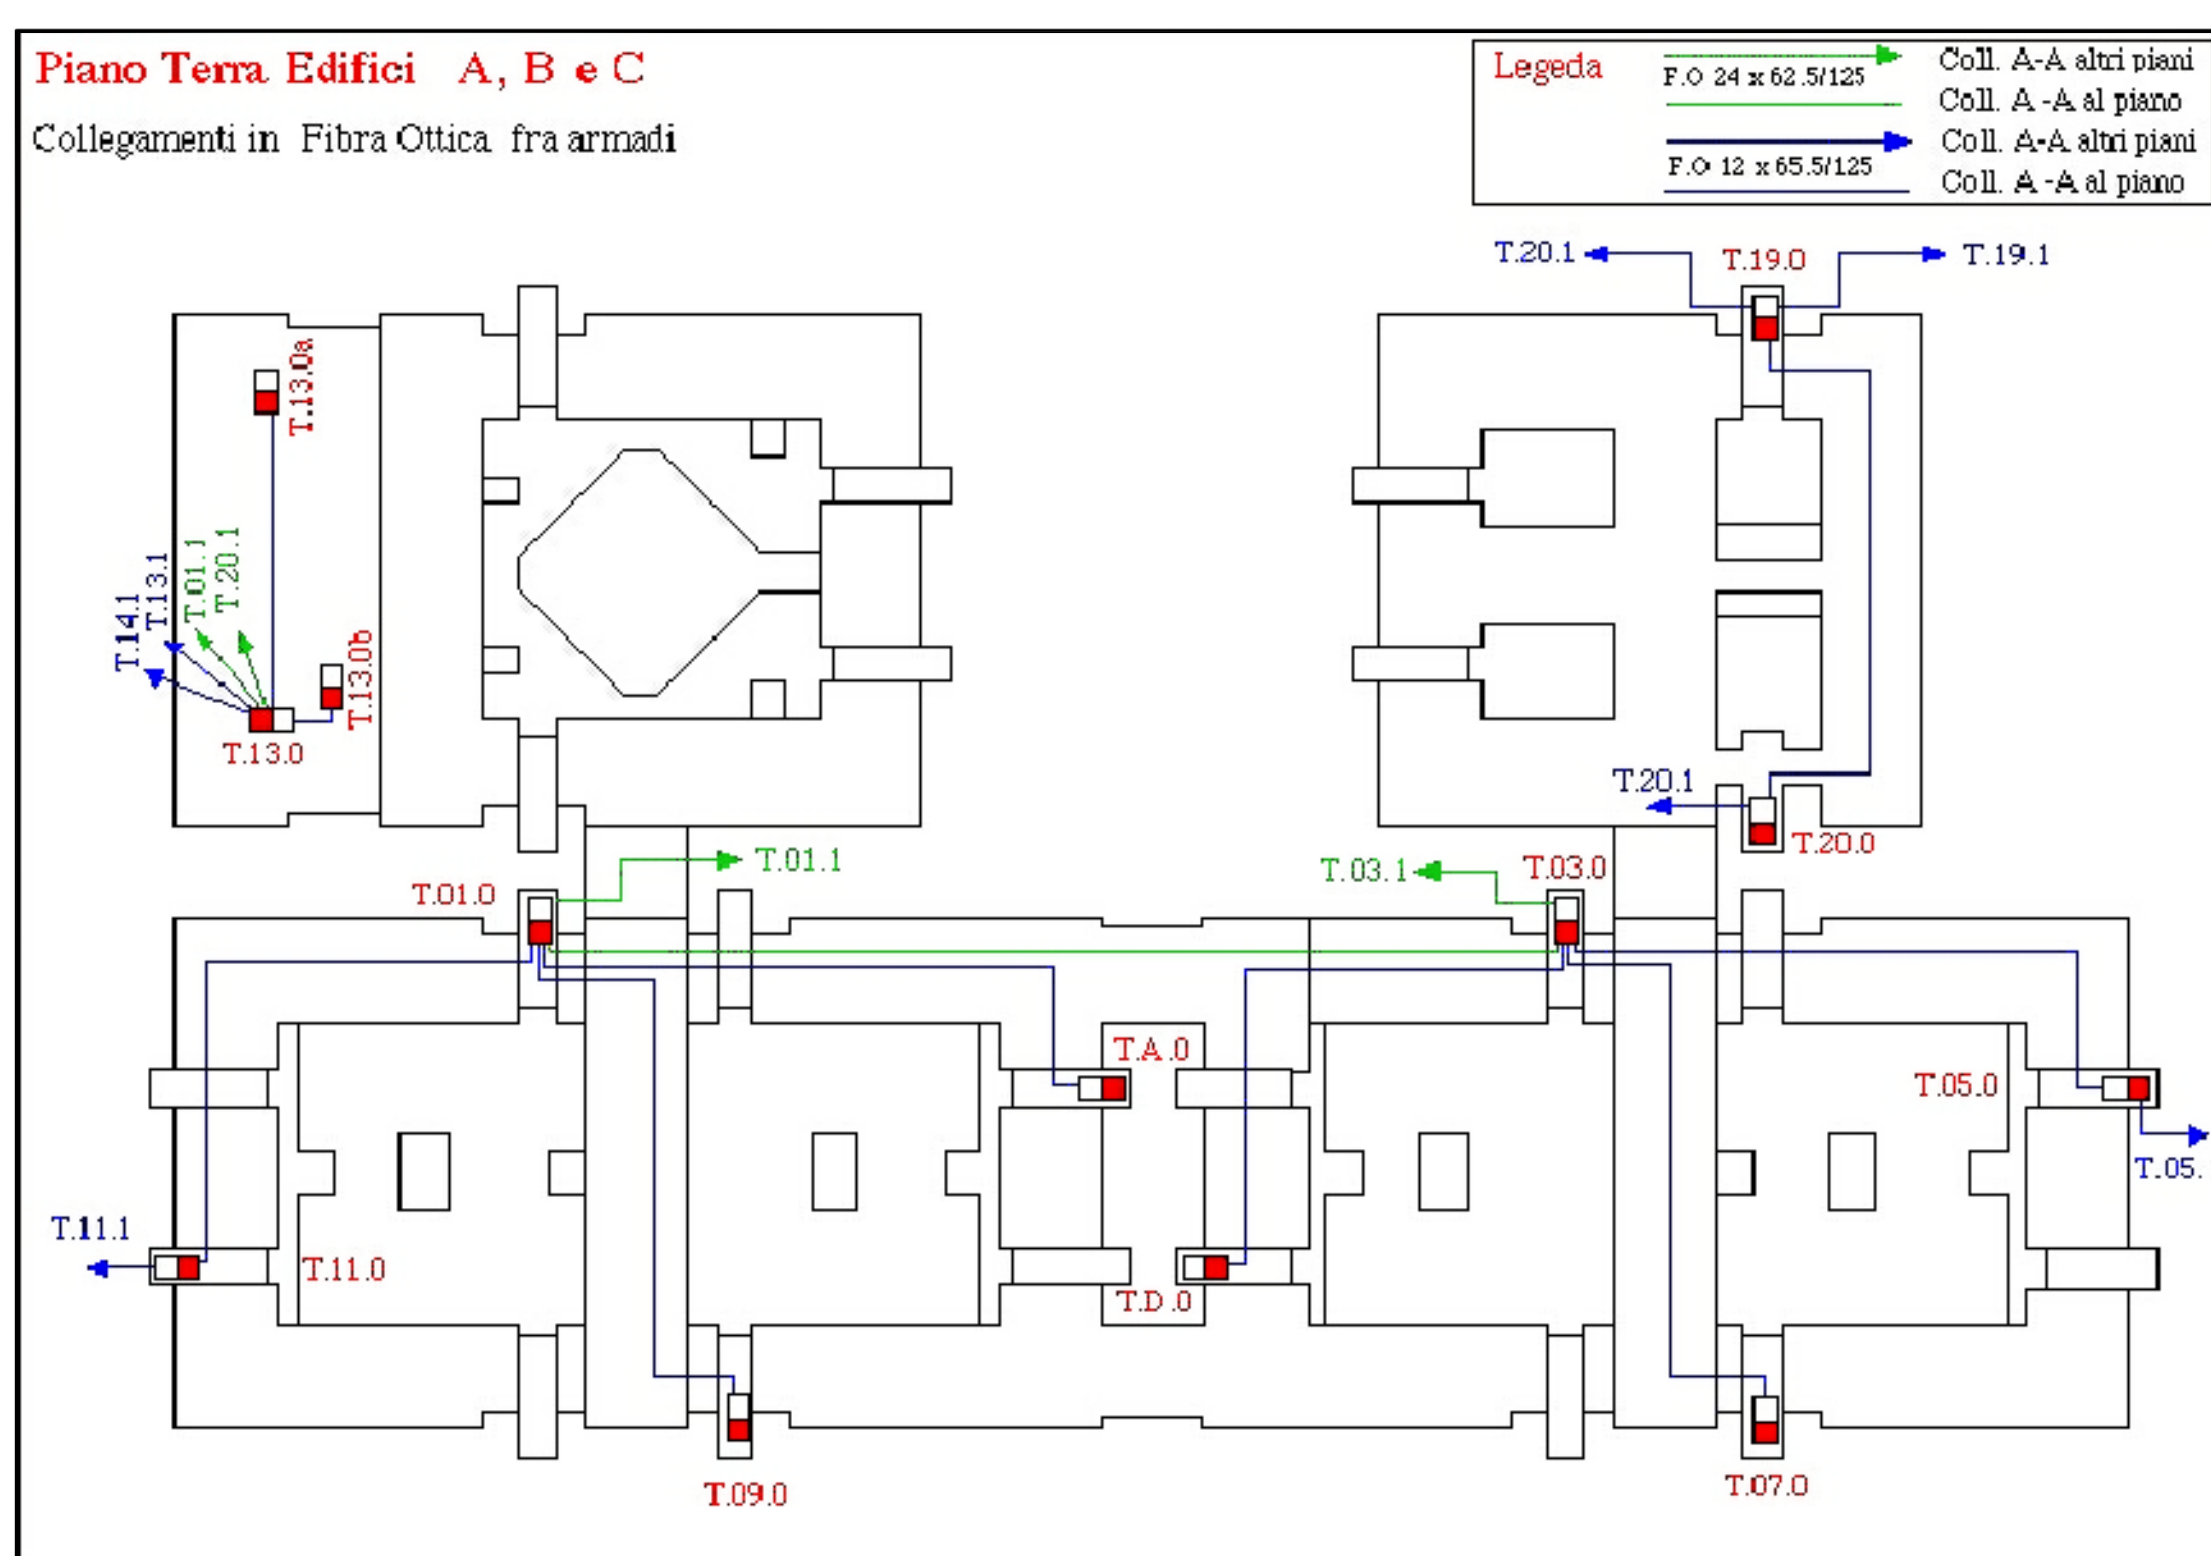 Piano Terra Edifici A, B e C
Collegamenti in Fibra Ottica fra armadi
Legeda
Coll. A-A altri piani
F.O 24 x 62.5/125
Coll. A -A al piano
Coll. A-A altri piani
F.O 12 x 65.5/125
Coll. A -A al piano
T.20.1
T.19.0
T.19.1
T.13.0a
T.14.1
T.13.1
T.01.1
T.20.1
T.13.0b
T.13.0
T.20.1
T.20.0
T.01.0
T.01.1
T.03.1
T.03.0
T.A.0
T.05.0
T.05.
T.11.1
T.11.0
T.D.0
T.09.0
T.07.0